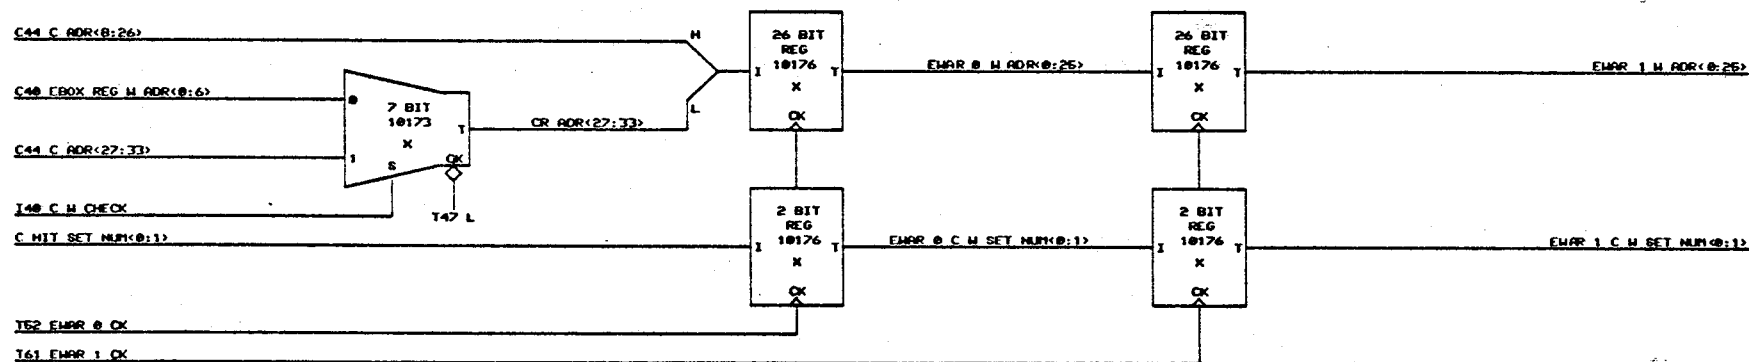 C44 C ADR<8:26>
H
26 BIT
REG
10176
I
T
X
CK
EWAR 0 W ADR<0:25>
26 BIT
REG
10176
I
T
X
CK
EWAR 1 W ADR<0:25>
C40 EBOX REG W ADR<0:6>
0
7 BIT
10173
T
X
1
S
CK
L
CR ADR<27:33>
C44 C ADR<27:33>
T47 L
I40 C W CHECK
C HIT SET NUM<0:1>
2 BIT
REG
10176
I
T
X
CK
EWAR 0 C W SET NUM<0:1>
2 BIT
REG
10176
I
T
X
CK
EWAR 1 C W SET NUM<0:1>
T52 EWAR 0 CK
T61 EWAR 1 CK